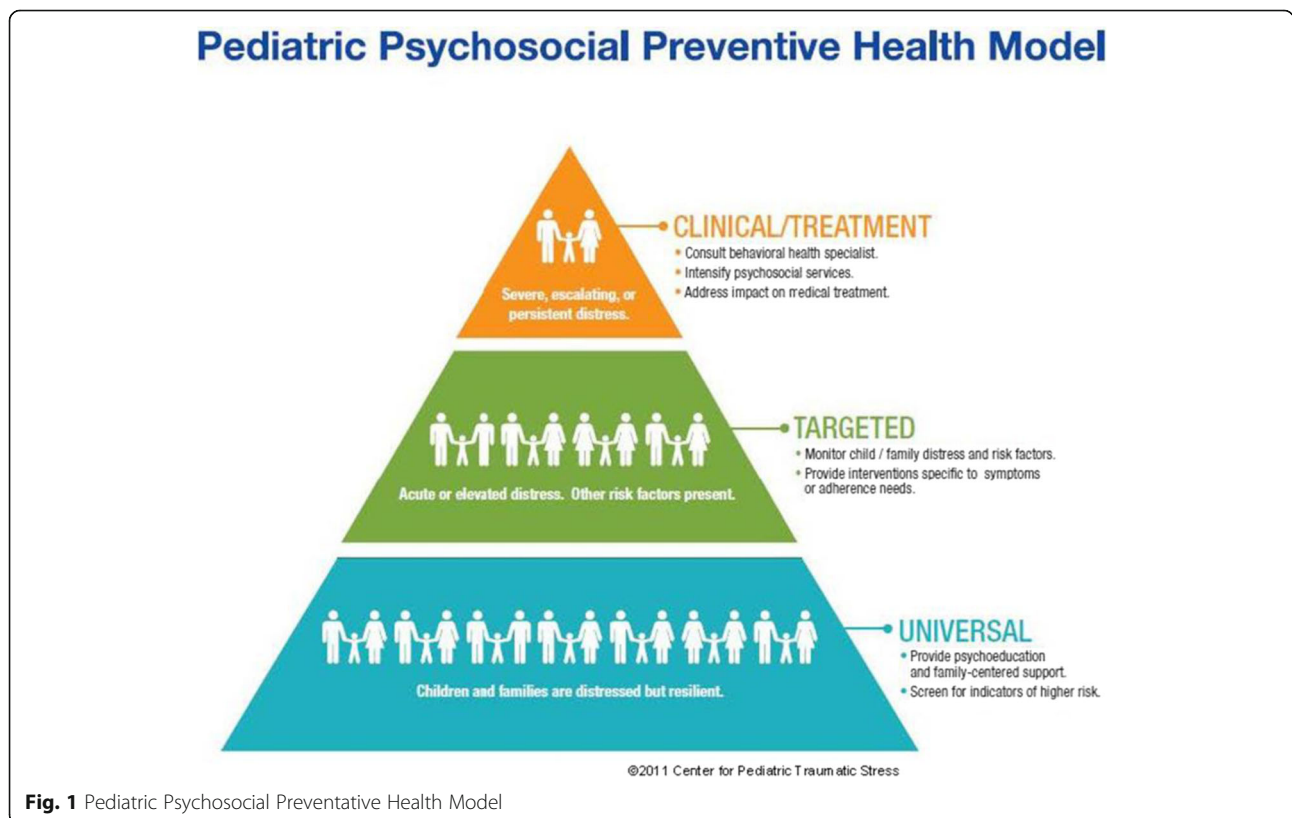 Pediatric Psychosocial Preventive Health Model
CLINICAL/TREATMENT
• Consult behavioral health specialist.
• Intensify psychosocial services.
• Address impact on medical treatment.
Severe, escalating, or
persistent distress.
TARGETED
• Monitor child / family distress and risk factors.
• Provide interventions specific to symptoms
or adherence needs.
Acute or elevated distress. Other risk factors present.
UNIVERSAL
• Provide psychoeducation
and family-centered support.
• Screen for indicators of higher risk.
Children and families are distressed but resilient.
©2011 Center for Pediatric Traumatic Stress
Fig. 1 Pediatric Psychosocial Preventative Health Model